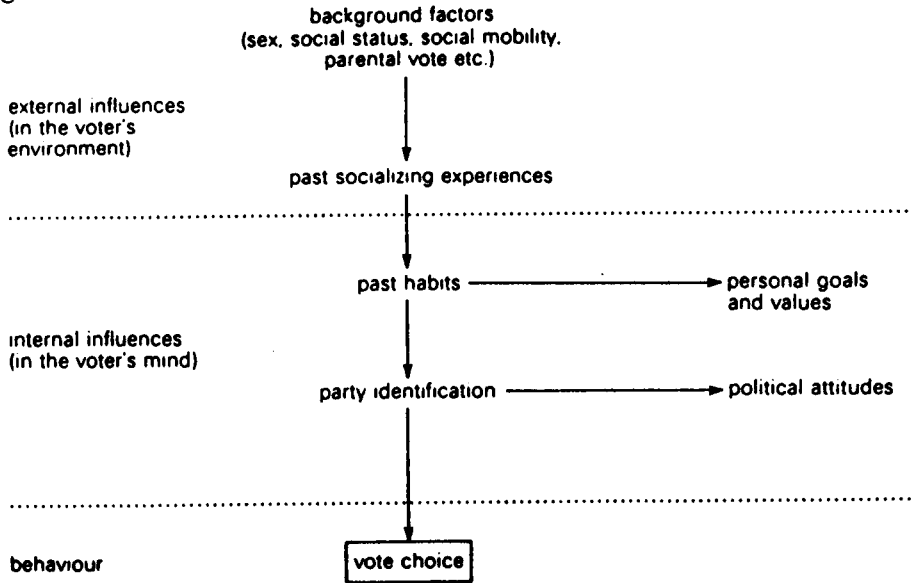 background factors
(sex, social status, social mobility,
parental vote etc.)
external influences
(in the voter's
environment)
past socializing experiences
past habits
personal goals
and values
internal influences
(in the voter's mind)
party identification
political attitudes
behaviour
vote choice